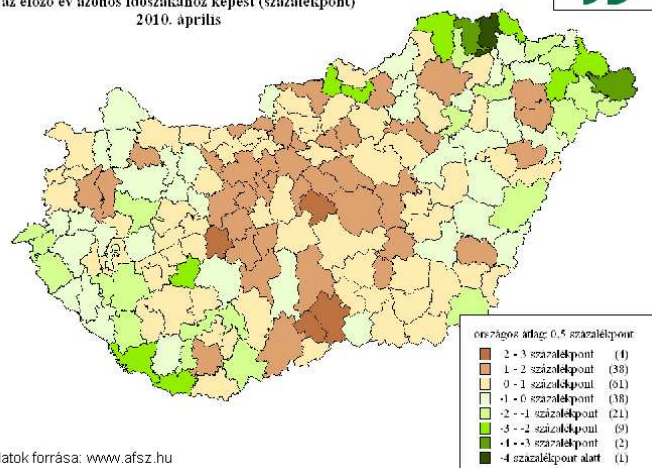 az előző év azonos időszakához képest (százalékpont)
2010. április
országos átlag: 0,5 százalékpont
2 - 3 százalékpont (4)
1 - 2 százalékpont (38)
0 - 1 százalékpont (61)
-1 - 0 százalékpont (38)
-2 - -1 százalékpont (21)
-3 - -2 százalékpont (9)
-4 - -3 százalékpont (2)
-4 százalékpont alatt (1)
latok forrása: www.afsz.hu